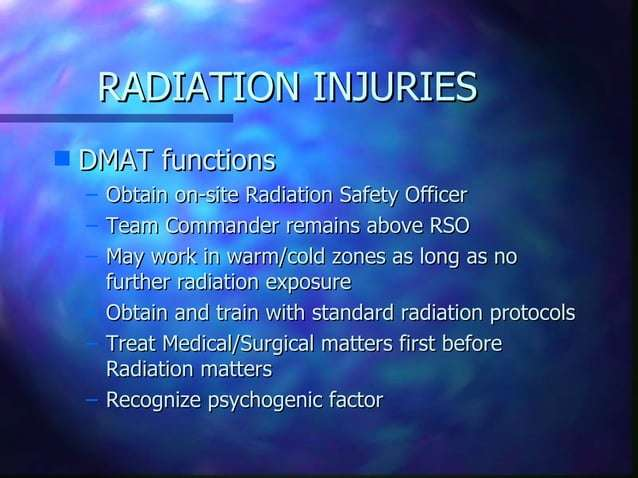 RADIATION INJURIES
DMAT functions
– Obtain on-site Radiation Safety Officer
– Team Commander remains above RSO
– May work in warm/cold zones as long as no
further radiation exposure
Obtain and train with standard radiation protocols
– Treat Medical/Surgical matters first before
Radiation matters
– Recognize psychogenic factor